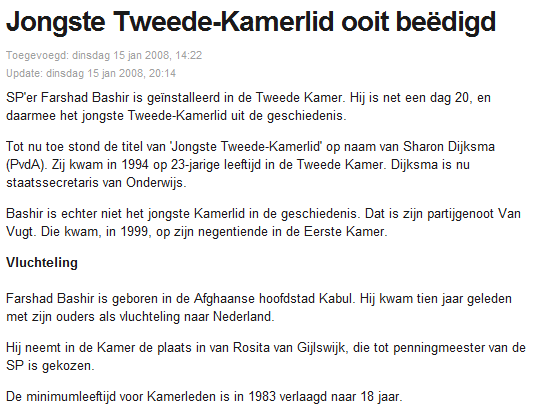 Jongste Tweede-Kamerlid ooit beëdigd
Toegevoegd: dinsdag 15 jan 2008, 14:22
Update: dinsdag 15 jan 2008, 20:14
SP'er Farshad Bashir is geïnstalleerd in de Tweede Kamer. Hij is net een dag 20, en
daarmee het jongste Tweede-Kamerlid uit de geschiedenis.
Tot nu toe stond de titel van 'Jongste Tweede-Kamerlid' op naam van Sharon Dijksma
(PvdA). Zij kwam in 1994 op 23-jarige leeftijd in de Tweede Kamer. Dijksma is nu
staatssecretaris van Onderwijs.
Bashir is echter niet het jongste Kamerlid in de geschiedenis. Dat is zijn partijgenoot Van
Vugt. Die kwam, in 1999, op zijn negentiende in de Eerste Kamer.
Vluchteling
Farshad Bashir is geboren in de Afghaanse hoofdstad Kabul. Hij kwam tien jaar geleden
met zijn ouders als vluchteling naar Nederland.
Hij neemt in de Kamer de plaats in van Rosita van Gijlswijk, die tot penningmeester van de
SP is gekozen.
De minimumleeftijd voor Kamerleden is in 1983 verlaagd naar 18 jaar.